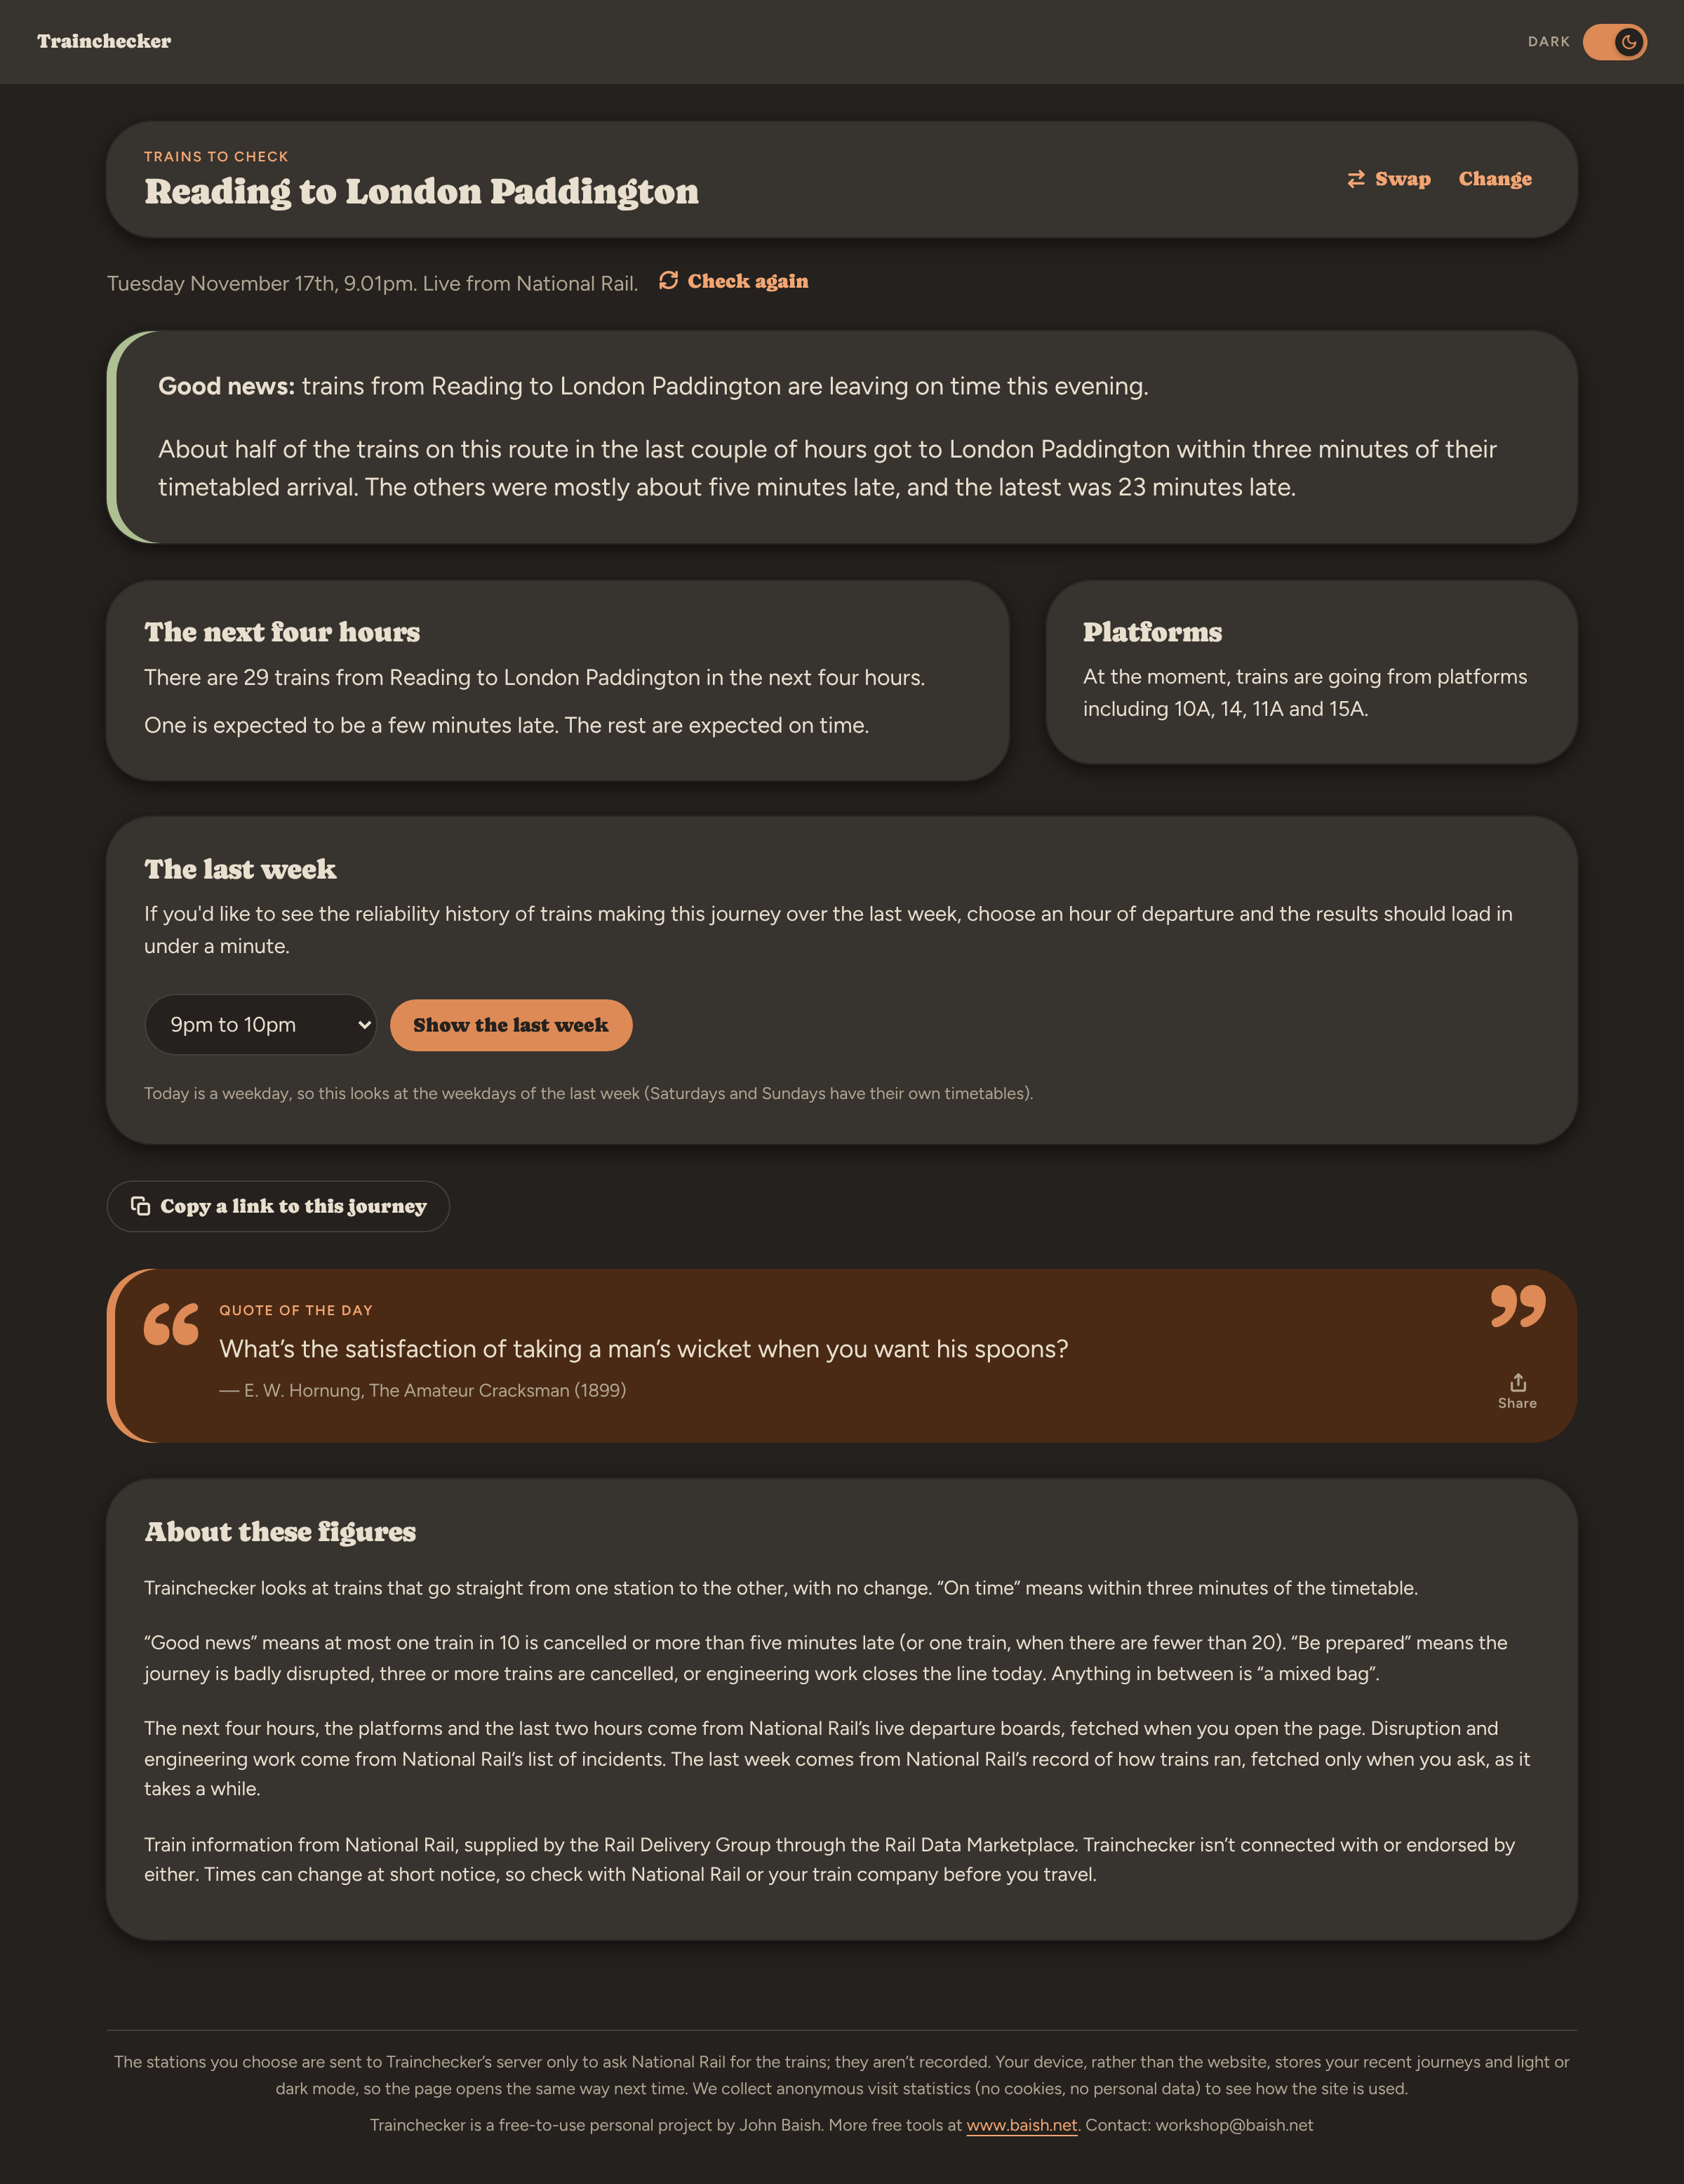 Trainchecker
DARK
TRAINS TO CHECK
Reading to London Paddington
Swap
Change
Tuesday November 17th, 9.01pm. Live from National Rail.
Check again
Good news: trains from Reading to London Paddington are leaving on time this evening.
About half of the trains on this route in the last couple of hours got to London Paddington within three minutes of their
timetabled arrival. The others were mostly about five minutes late, and the latest was 23 minutes late.
The next four hours
There are 29 trains from Reading to London Paddington in the next four hours.
One is expected to be a few minutes late. The rest are expected on time.
Platforms
At the moment, trains are going from platforms
including 10A, 14, 11A and 15A.
The last week
If you'd like to see the reliability history of trains making this journey over the last week, choose an hour of departure and the results should load in
under a minute.
9pm to 10pm
Show the last week
Today is a weekday, so this looks at the weekdays of the last week (Saturdays and Sundays have their own timetables).
Copy a link to this journey
“
QUOTE OF THE DAY
What’s the satisfaction of taking a man’s wicket when you want his spoons?
— E. W. Hornung, The Amateur Cracksman (1899)
”
Share
About these figures
Trainchecker looks at trains that go straight from one station to the other, with no change. “On time” means within three minutes of the timetable.
“Good news” means at most one train in 10 is cancelled or more than five minutes late (or one train, when there are fewer than 20). “Be prepared” means the
journey is badly disrupted, three or more trains are cancelled, or engineering work closes the line today. Anything in between is “a mixed bag”.
The next four hours, the platforms and the last two hours come from National Rail’s live departure boards, fetched when you open the page. Disruption and
engineering work come from National Rail’s list of incidents. The last week comes from National Rail’s record of how trains ran, fetched only when you ask, as it
takes a while.
Train information from National Rail, supplied by the Rail Delivery Group through the Rail Data Marketplace. Trainchecker isn’t connected with or endorsed by
either. Times can change at short notice, so check with National Rail or your train company before you travel.
The stations you choose are sent to Trainchecker’s server only to ask National Rail for the trains; they aren’t recorded. Your device, rather than the website, stores your recent journeys and light or
dark mode, so the page opens the same way next time. We collect anonymous visit statistics (no cookies, no personal data) to see how the site is used.
Trainchecker is a free-to-use personal project by John Baish. More free tools at www.baish.net. Contact: workshop@baish.net